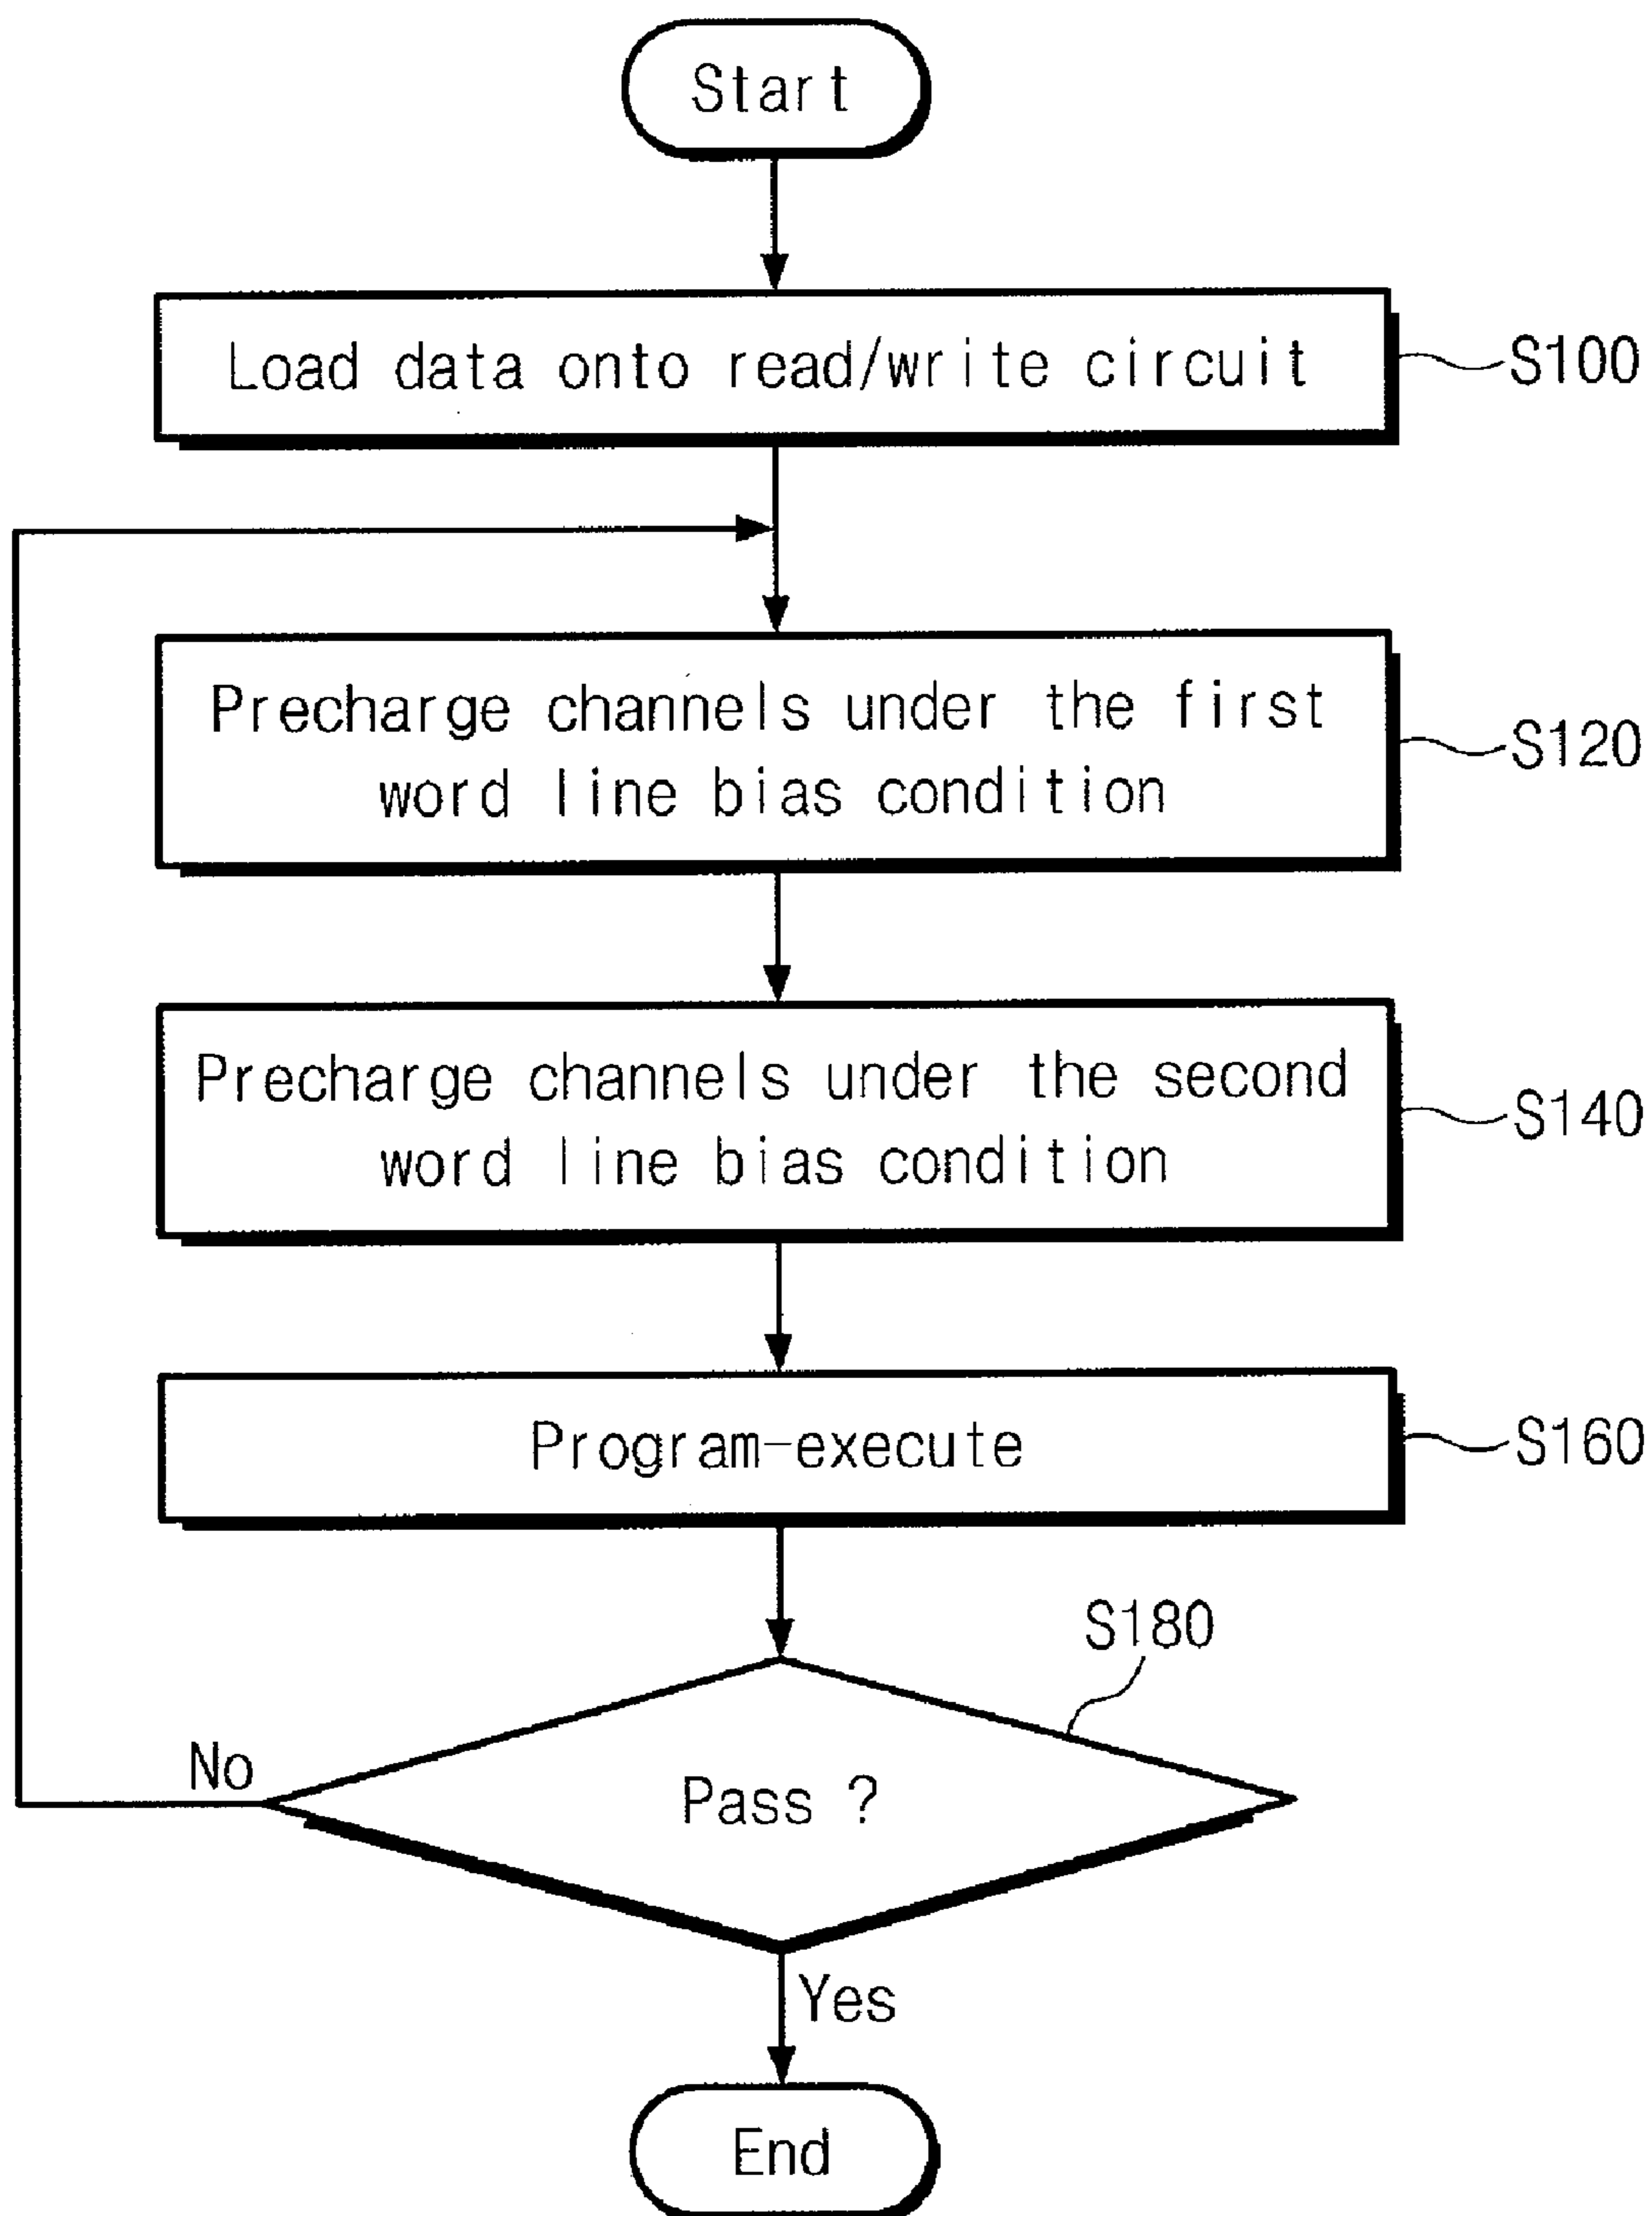 Start
Load data onto read/write circuit
S100
Precharge channels under the first
word line bias condition
S120
Precharge channels under the second
word line bias condition
S140
Program-execute
S160
S180
No
Pass ?
Yes
End